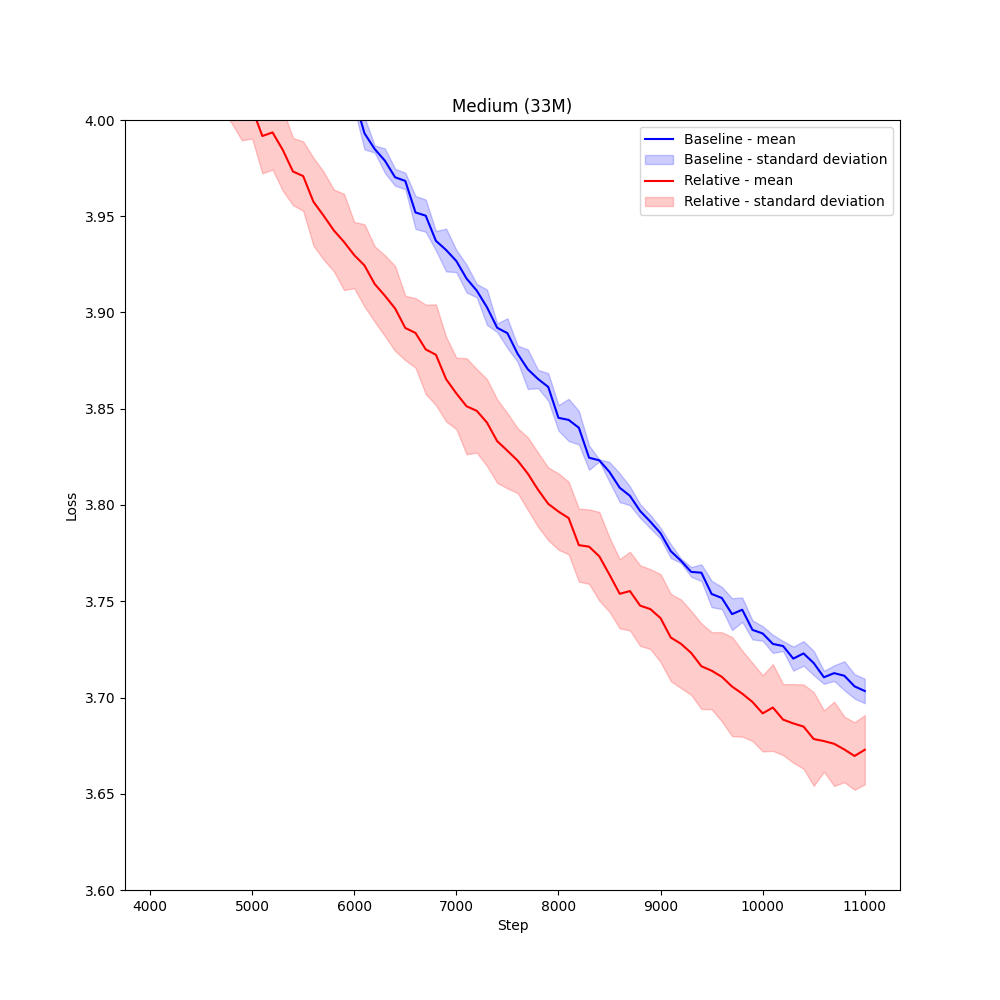 Medium (33M)
4.00
3.95
3.90
3.85
3.80
3.75
3.70
3.65
3.60
Loss
Baseline - mean
Baseline - standard deviation
Relative - mean
Relative - standard deviation
4000 5000 6000 7000 8000 9000 10000 11000
Step